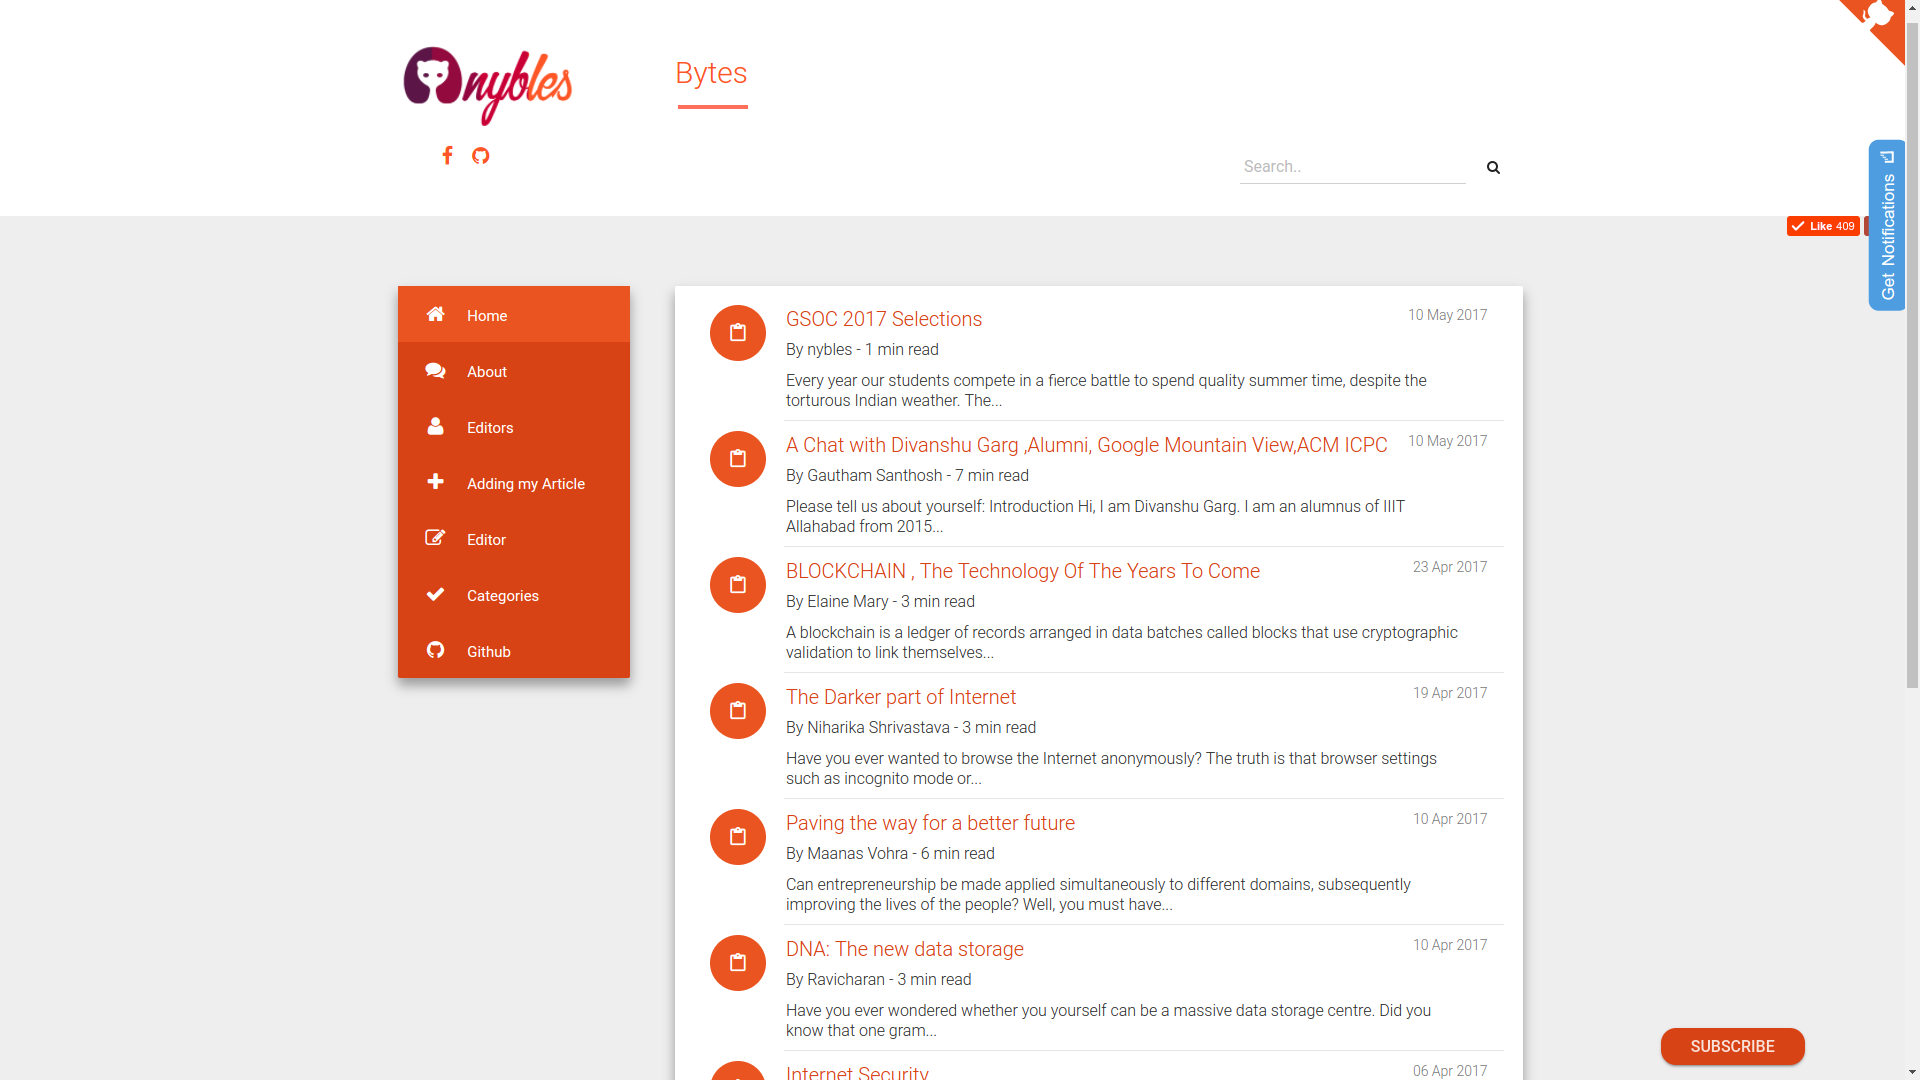 nybles
Bytes
Search..
Get Notifications
Like 409
Home
About
Editors
Adding my Article
Editor
Categories
Github
GSOC 2017 Selections
10 May 2017
By nybles - 1 min read
Every year our students compete in a fierce battle to spend quality summer time, despite the
torturous Indian weather. The...
A Chat with Divanshu Garg ,Alumni, Google Mountain View,ACM ICPC
10 May 2017
By Gautham Santhosh - 7 min read
Please tell us about yourself: Introduction Hi, I am Divanshu Garg. I am an alumnus of IIIT
Allahabad from 2015...
BLOCKCHAIN , The Technology Of The Years To Come
23 Apr 2017
By Elaine Mary - 3 min read
A blockchain is a ledger of records arranged in data batches called blocks that use cryptographic
validation to link themselves...
The Darker part of Internet
19 Apr 2017
By Niharika Shrivastava - 3 min read
Have you ever wanted to browse the Internet anonymously? The truth is that browser settings
such as incognito mode or...
Paving the way for a better future
10 Apr 2017
By Maanas Vohra - 6 min read
Can entrepreneurship be made applied simultaneously to different domains, subsequently
improving the lives of the people? Well, you must have...
DNA: The new data storage
10 Apr 2017
By Ravicharan - 3 min read
Have you ever wondered whether you yourself can be a massive data storage centre. Did you
know that one gram...
Internet Security
06 Apr 2017
SUBSCRIBE